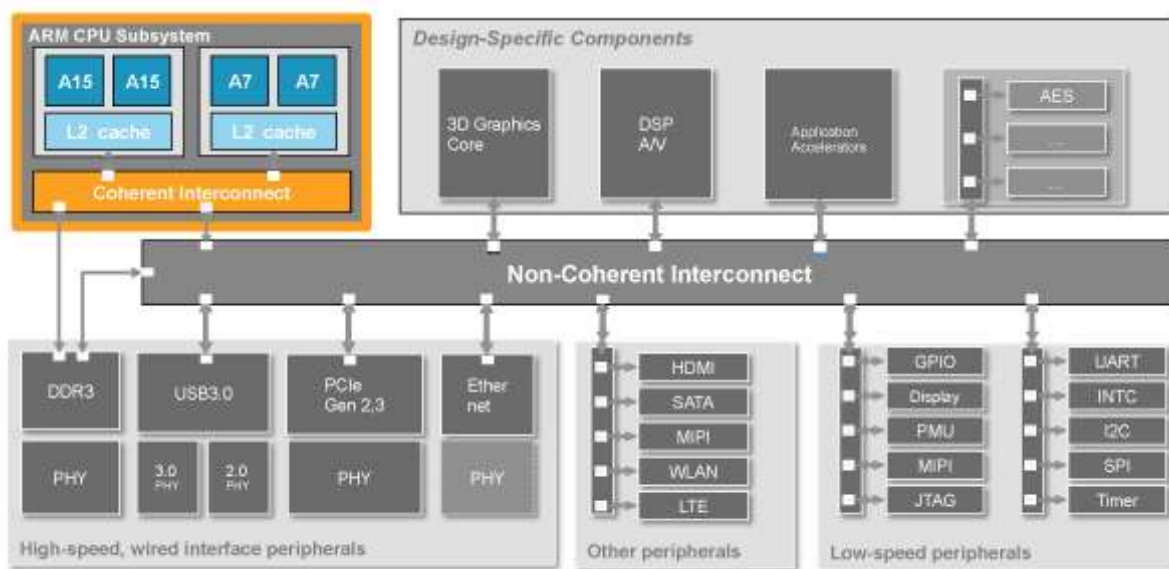 ARM CPU Subsystem
A15
A15
A7
A7
L2 cache
L2 cache
Coherent Interconnect
Design-Specific Components
3D Graphics
Core
DSP
A/V
Application
Accelerators
AES
...
...
Non-Coherent Interconnect
DDR3
USB3.0
PCIe
Gen 2,3
Ether
net
PHY
3.0
PHY
2.0
PHY
PHY
PHY
High-speed, wired interface peripherals
HDMI
SATA
MIPI
WLAN
LTE
Other peripherals
GPIO
Display
PMU
MIPI
JTAG
UART
INTC
I2C
SPI
Timer
Low-speed peripherals